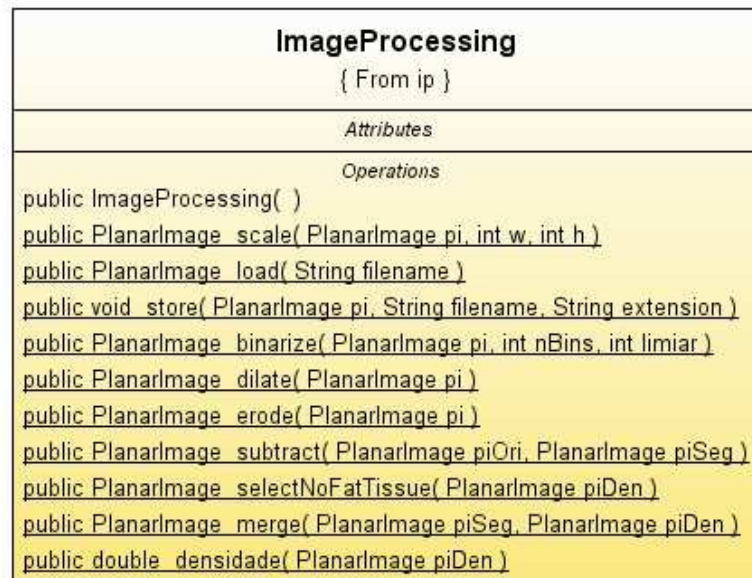 ImageProcessing
{ From ip }
Attributes
Operations
public ImageProcessing( )
public PlanarImage scale( PlanarImage pi, int w, int h )
public PlanarImage load( String filename )
public void store( PlanarImage pi, String filename, String extension )
public PlanarImage binarize( PlanarImage pi, int nBins, int limiar )
public PlanarImage dilate( PlanarImage pi )
public PlanarImage erode( PlanarImage pi )
public PlanarImage subtract( PlanarImage piOri, PlanarImage piSeg )
public PlanarImage selectNoFatTissue( PlanarImage piDen )
public PlanarImage merge( PlanarImage piSeg, PlanarImage piDen )
public double densidade( PlanarImage piDen )